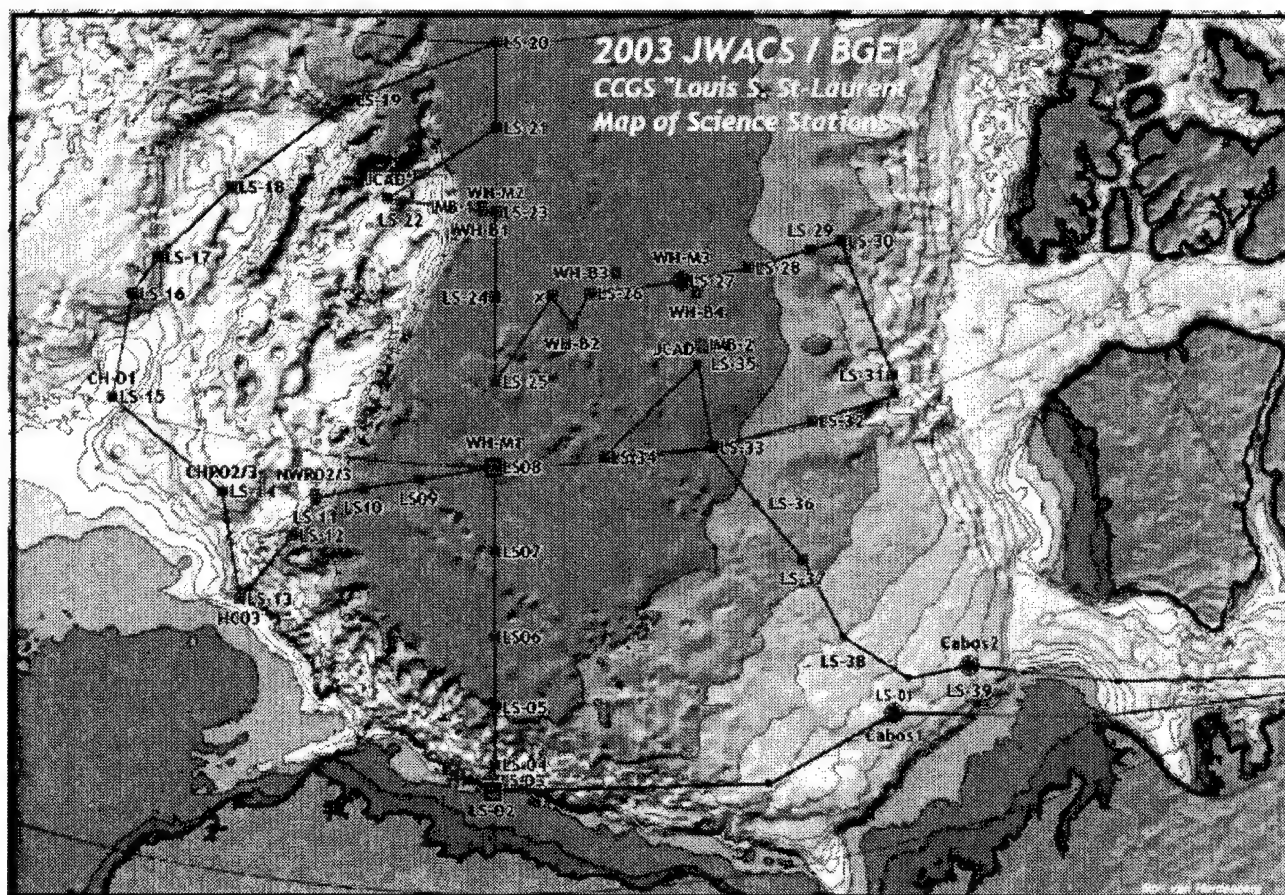 2003 JWACS / BGEP
CCGS "Louis S. St-Laurent
Map of Science Stations
LS-20
LS-19
LS-21
LS-18
JCAD
WH-M2
IMB-1
LS-23
LS-22
WH-B1
LS-17
LS-29
LS-30
WH-M3
LS-28
WH-B3
LS-27
LS-16
LS-24
LS-26
WH-B4
WH-B2
JCAD
IMB-2
LS-35
CH-01
LS-31
LS-15
LS-25
LS-32
WH-M1
LS-33
LS-34
LS08
CHP02/3
NWR02/3
LS-14
LS09
LS10
LS-11
LS-36
LS-12
LS07
LS-37
LS-13
HC03
LS06
Cabos2
LS-38
LS-39
LS-01
LS-05
Cabos1
LS-04
LS-03
LS-02